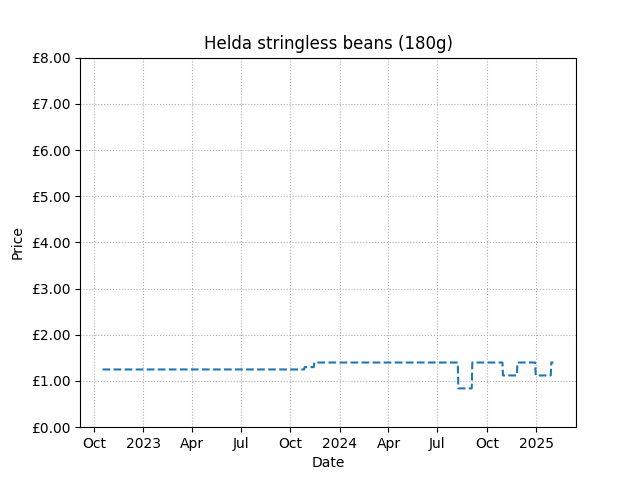 Helda stringless beans (180g)
£8.00
£7.00
£6.00
£5.00
£4.00
£3.00
£2.00
£1.00
£0.00
Price
Oct 2023 Apr Jul Oct 2024 Apr Jul Oct 2025
Date